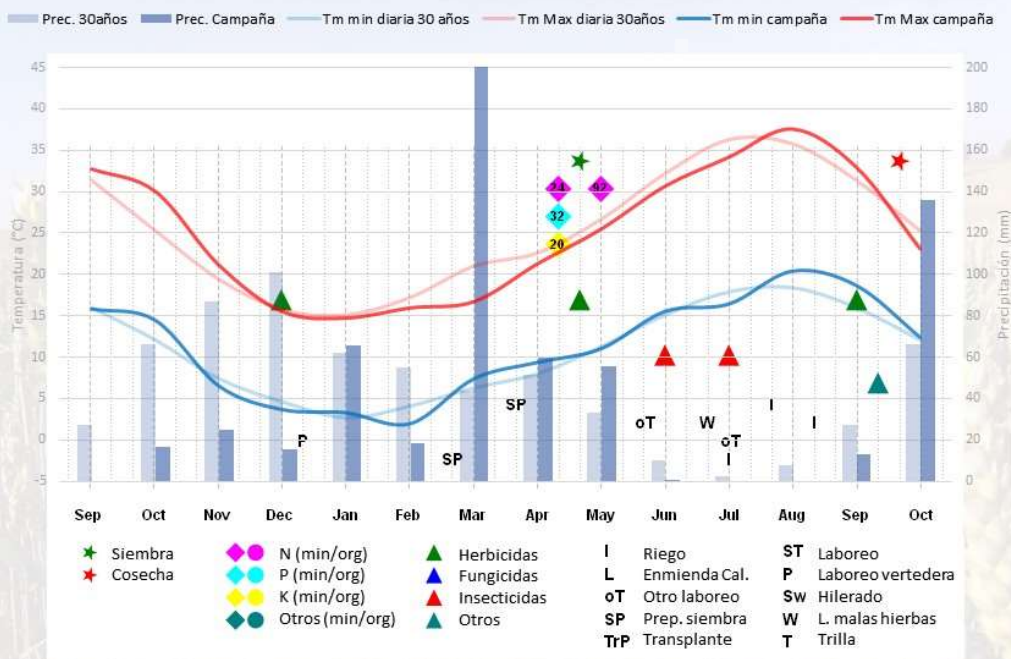 Prec. 30años Prec. Campaña Tm min diaria 30 años Tm Max diaria 30años Tm min campaña Tm Max campaña
45 200
40 180
35 160
30 140
25 120
20 100
15 80
10 60
5 40
0 20
-5 0
Temperatura (°C)
Precipitación (mm)
24 92
32
20
SP I
oT W I
P oT
SP I
Sep Oct Nov Dec Jan Feb Mar Apr May Jun Jul Aug Sep Oct
Siembra N (min/org) Herbicidas I Riego ST Laboreo
Cosecha P (min/org) Fungicidas L Enmienda Cal. P Laboreo vertedera
K (min/org) Insecticidas oT Otro laboreo Sw Hilerado
Otros (min/org) Otros SP Prep. siembra W L. malas hierbas
TrP Transplante T Trilla